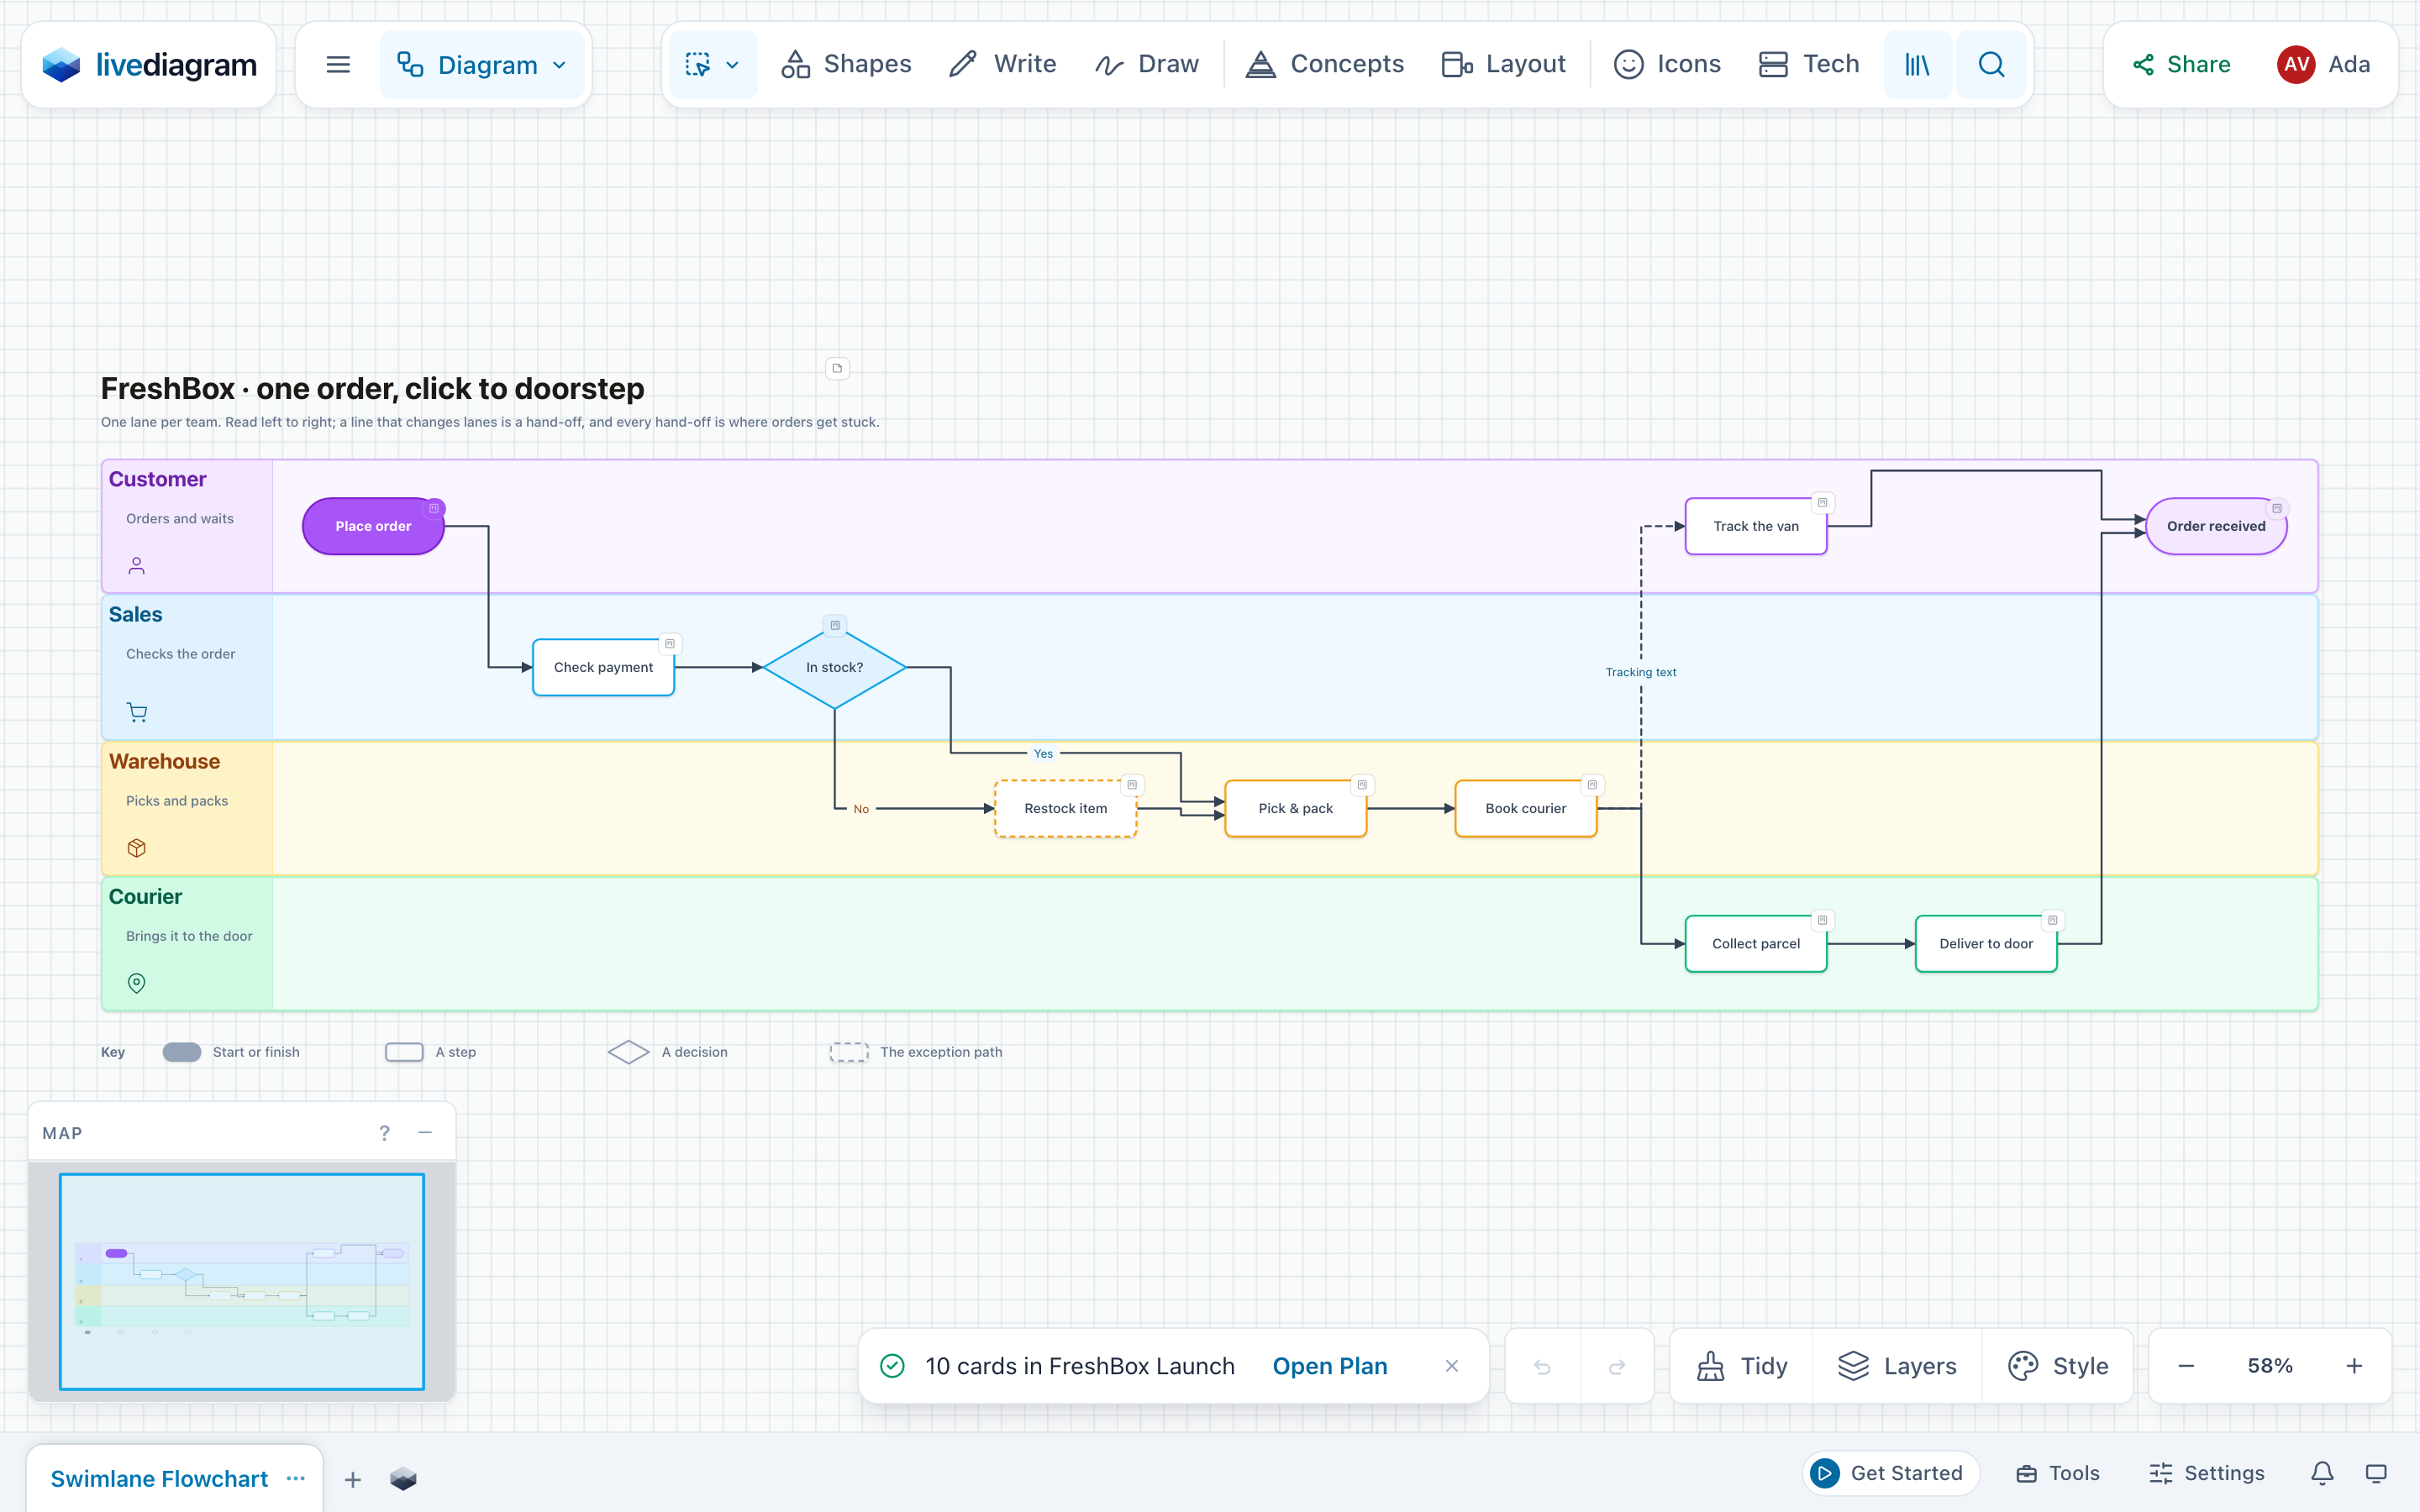 livediagram
Diagram
Shapes
Write
Draw
Concepts
Layout
Icons
Tech
Share
AV
Ada
FreshBox · one order, click to doorstep
One lane per team. Read left to right; a line that changes lanes is a hand-off, and every hand-off is where orders get stuck.
Customer
Orders and waits
Place order
Track the van
Order received
Sales
Checks the order
Check payment
In stock?
Tracking text
Yes
Warehouse
Picks and packs
No
Restock item
Pick & pack
Book courier
Courier
Brings it to the door
Collect parcel
Deliver to door
Key
Start or finish
A step
A decision
The exception path
MAP
?
10 cards in FreshBox Launch
Open Plan
Tidy
Layers
Style
58%
Swimlane Flowchart
Get Started
Tools
Settings